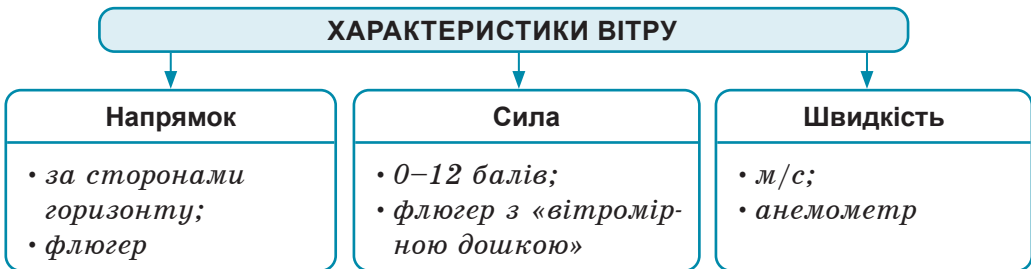 ХАРАКТЕРИСТИКИ ВІТРУ
Напрямок
• за сторонами
горизонту;
• флюгер
Сила
• 0–12 балів;
• флюгер з «вітромір-
ною дошкою»
Швидкість
• м/с;
• анемометр